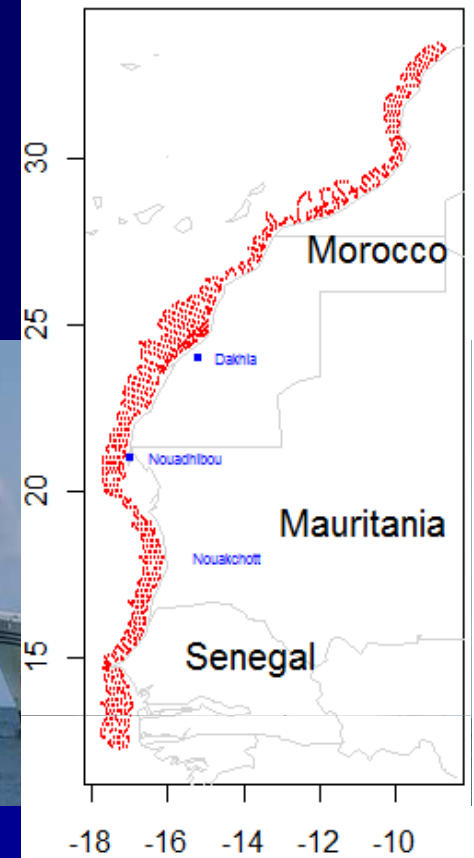 30
25
20
15
Morocco
Dakhla
Nouadhibou
Mauritania
Nouakchott
Senegal
-18 -16 -14 -12 -10